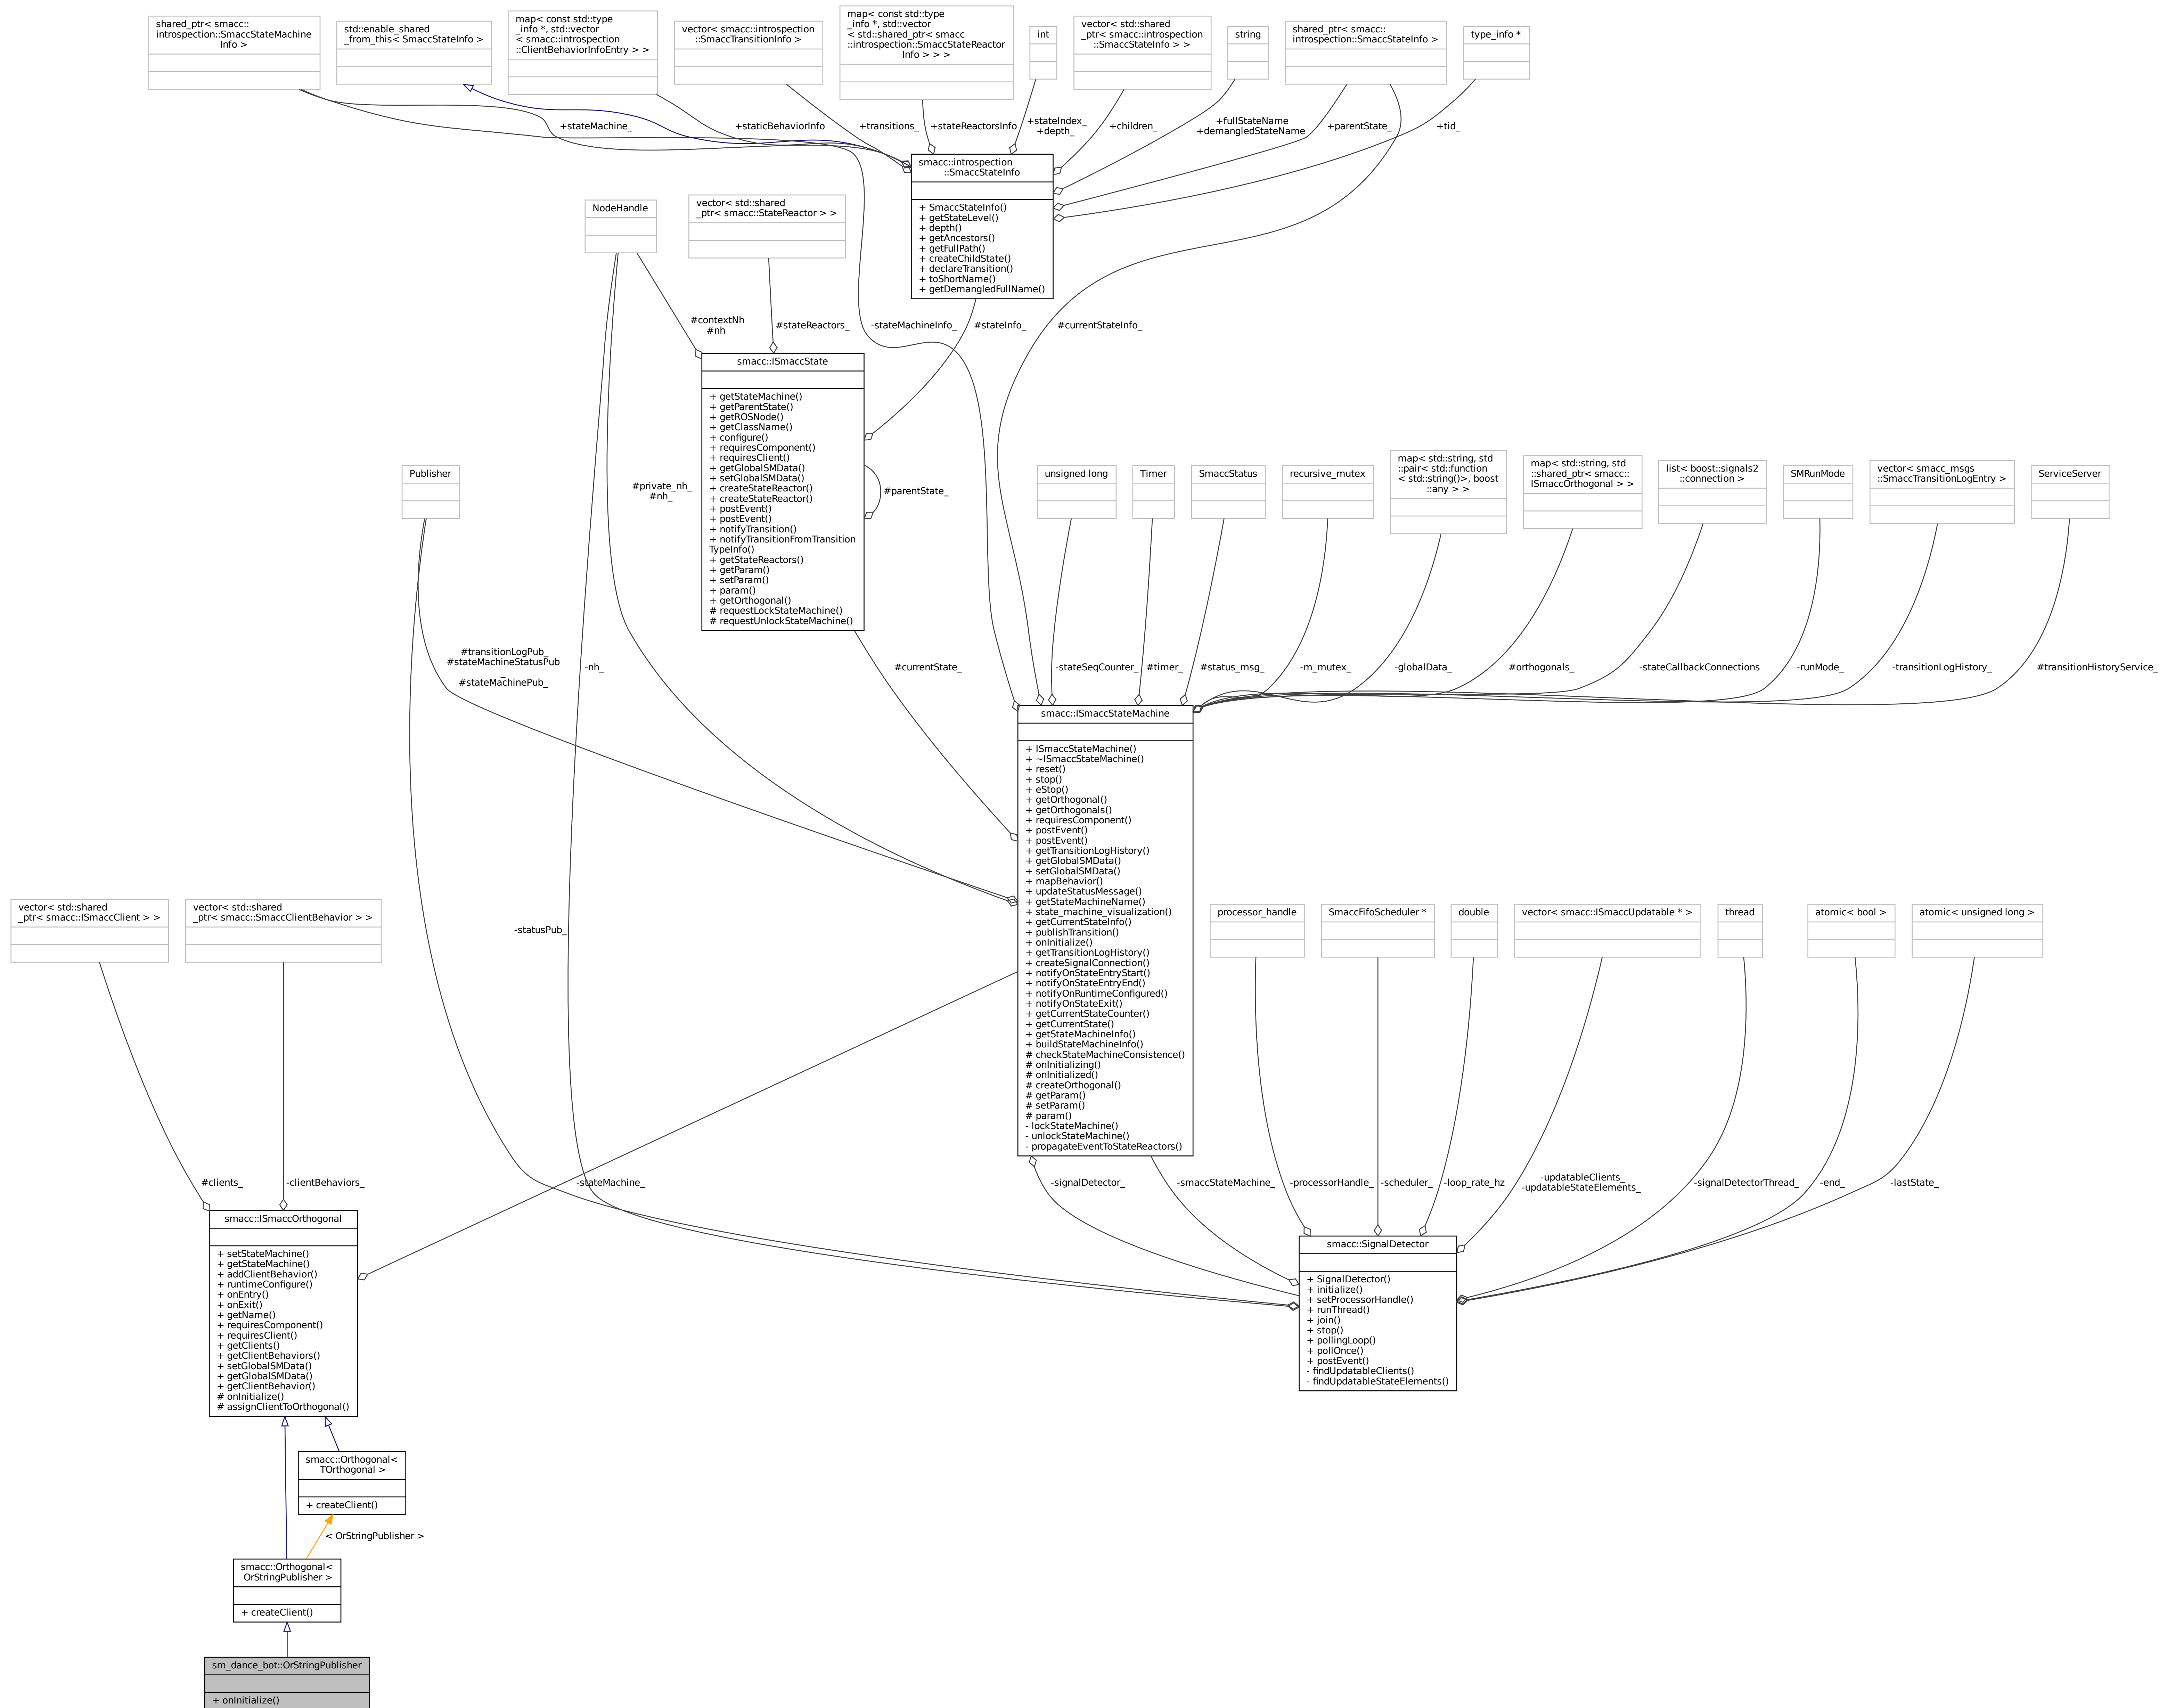 shared_ptr< smacc::
introspection::SmaccStateMachine
Info >
std::enable_shared
_from_this< SmaccStateInfo >
map< const std::type
_info *, std::vector
< smacc::introspection
::ClientBehaviorInfoEntry > >
vector< smacc::introspection
::SmaccTransitionInfo >
map< const std::type
_info *, std::vector
< std::shared_ptr< smacc
::introspection::SmaccStateReactor
Info > > >
int
vector< std::shared
_ptr< smacc::introspection
::SmaccStateInfo > >
string
shared_ptr< smacc::
introspection::SmaccStateInfo >
type_info *
+stateMachine_
+staticBehaviorInfo
+transitions_
+stateReactorsInfo
+stateIndex_
+depth_
+children_
+fullStateName
+demangledStateName
+parentState_
+tid_
smacc::introspection
::SmaccStateInfo
+ SmaccStateInfo()
+ getStateLevel()
+ depth()
+ getAncestors()
+ getFullPath()
+ createChildState()
+ declareTransition()
+ toShortName()
+ getDemangledFullName()
NodeHandle
vector< std::shared
_ptr< smacc::StateReactor > >
#contextNh
#nh
#stateReactors_
-stateMachineInfo_
#stateInfo_
#currentStateInfo_
smacc::ISmaccState
+ getStateMachine()
+ getParentState()
+ getROSNode()
+ getClassName()
+ configure()
+ requiresComponent()
+ requiresClient()
+ getGlobalSMData()
+ setGlobalSMData()
+ createStateReactor()
+ createStateReactor()
+ postEvent()
+ postEvent()
+ notifyTransition()
+ notifyTransitionFromTransition
TypeInfo()
+ getStateReactors()
+ getParam()
+ setParam()
+ param()
+ getOrthogonal()
# requestLockStateMachine()
# requestUnlockStateMachine()
#parentState_
Publisher
#private_nh_
#nh_
unsigned long
Timer
SmaccStatus
recursive_mutex
map< std::string, std
::pair< std::function
< std::string()>, boost
::any > >
map< std::string, std
::shared_ptr< smacc::
ISmaccOrthogonal > >
list< boost::signals2
::connection >
SMRunMode
vector< smacc_msgs
::SmaccTransitionLogEntry >
ServiceServer
#transitionLogPub_
#stateMachineStatusPub
_
#stateMachinePub_
-nh_
#currentState_
-stateSeqCounter_
#timer_
#status_msg_
-m_mutex_
-globalData_
#orthogonals_
-stateCallbackConnections
-runMode_
-transitionLogHistory_
#transitionHistoryService_
smacc::ISmaccStateMachine
+ ISmaccStateMachine()
+ ~ISmaccStateMachine()
+ reset()
+ stop()
+ eStop()
+ getOrthogonal()
+ getOrthogonals()
+ requiresComponent()
+ postEvent()
+ postEvent()
+ getTransitionLogHistory()
+ getGlobalSMData()
+ setGlobalSMData()
+ mapBehavior()
+ updateStatusMessage()
+ getStateMachineName()
+ state_machine_visualization()
+ getCurrentStateInfo()
+ publishTransition()
+ onInitialize()
+ getTransitionLogHistory()
+ createSignalConnection()
+ notifyOnStateEntryStart()
+ notifyOnStateEntryEnd()
+ notifyOnRuntimeConfigured()
+ notifyOnStateExit()
+ getCurrentStateCounter()
+ getCurrentState()
+ getStateMachineInfo()
+ buildStateMachineInfo()
# checkStateMachineConsistence()
# onInitializing()
# onInitialized()
# createOrthogonal()
# getParam()
# setParam()
# param()
- lockStateMachine()
- unlockStateMachine()
- propagateEventToStateReactors()
vector< std::shared
_ptr< smacc::ISmaccClient > >
vector< std::shared
_ptr< smacc::SmaccClientBehavior > >
-statusPub_
processor_handle
SmaccFifoScheduler *
double
vector< smacc::ISmaccUpdatable * >
thread
atomic< bool >
atomic< unsigned long >
#clients_
-clientBehaviors_
-stateMachine_
-signalDetector_
-smaccStateMachine_
-processorHandle_
-scheduler_
-loop_rate_hz
-updatableClients_
-updatableStateElements_
-signalDetectorThread_
-end_
-lastState_
smacc::ISmaccOrthogonal
+ setStateMachine()
+ getStateMachine()
+ addClientBehavior()
+ runtimeConfigure()
+ onEntry()
+ onExit()
+ getName()
+ requiresComponent()
+ requiresClient()
+ getClients()
+ getClientBehaviors()
+ setGlobalSMData()
+ getGlobalSMData()
+ getClientBehavior()
# onInitialize()
# assignClientToOrthogonal()
smacc::SignalDetector
+ SignalDetector()
+ initialize()
+ setProcessorHandle()
+ runThread()
+ join()
+ stop()
+ pollingLoop()
+ pollOnce()
+ postEvent()
- findUpdatableClients()
- findUpdatableStateElements()
smacc::Orthogonal<
TOrthogonal >
+ createClient()
< OrStringPublisher >
smacc::Orthogonal<
OrStringPublisher >
+ createClient()
sm_dance_bot::OrStringPublisher
+ onInitialize()